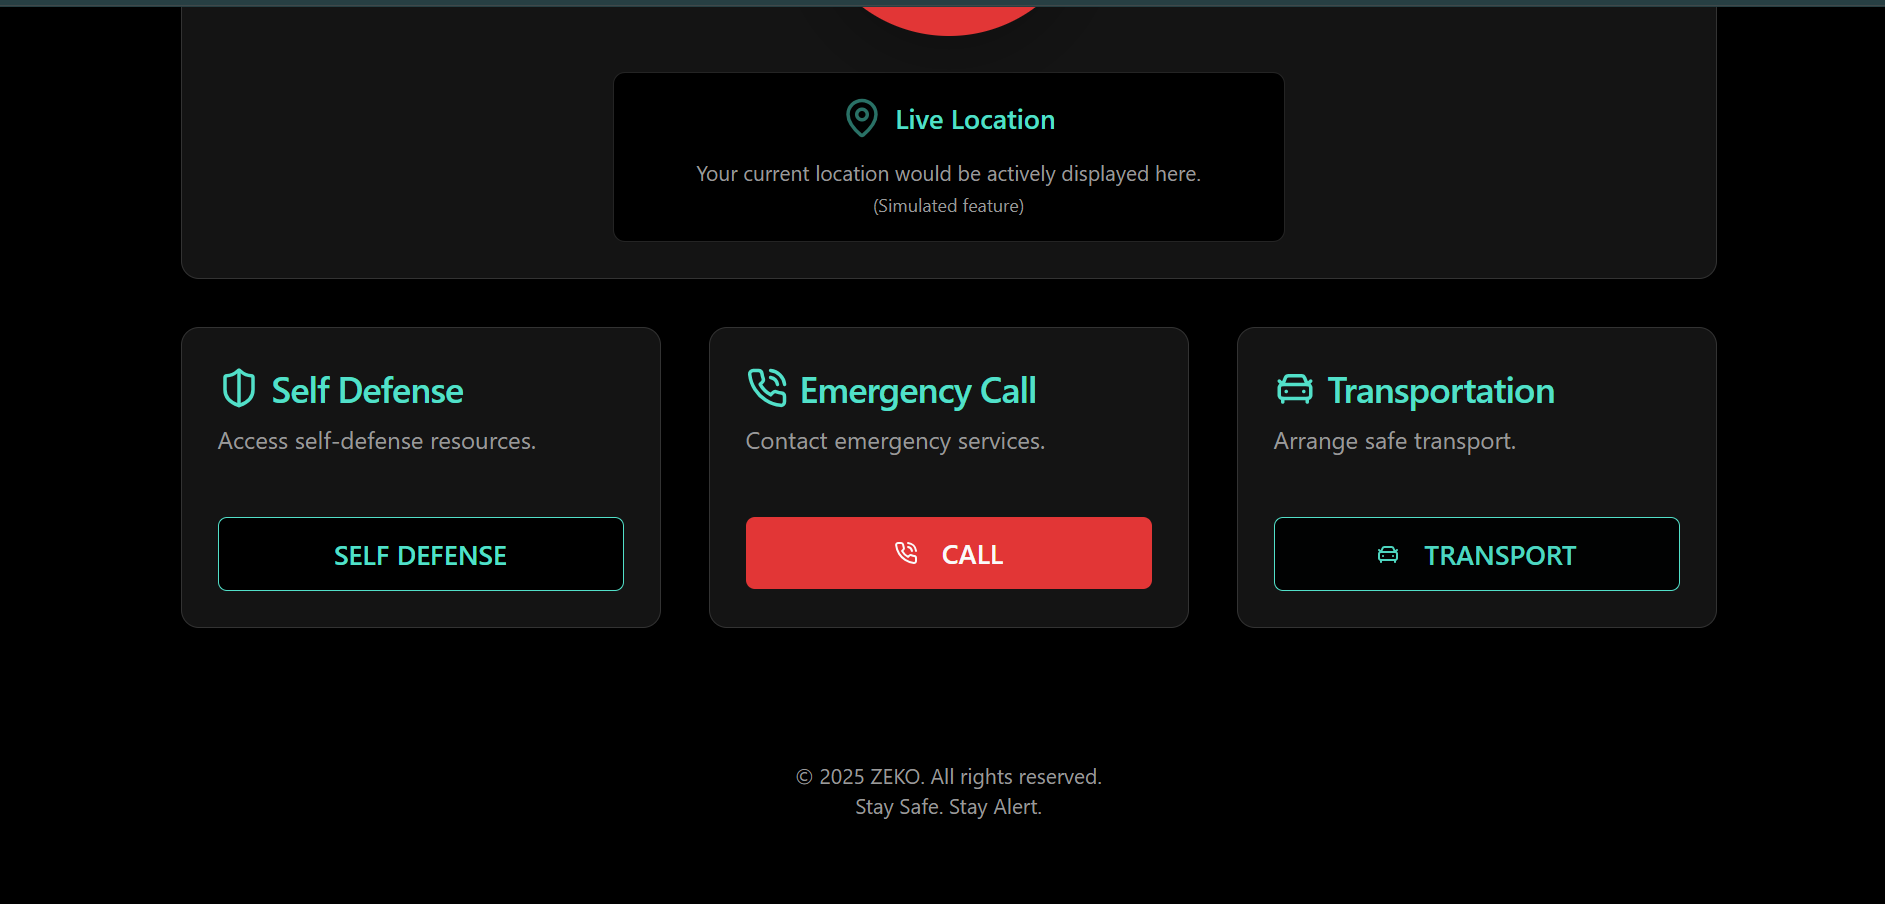 Live Location
Your current location would be actively displayed here.
(Simulated feature)
Self Defense
Access self-defense resources.
SELF DEFENSE
Emergency Call
Contact emergency services.
CALL
Transportation
Arrange safe transport.
TRANSPORT
© 2025 ZEKO. All rights reserved.
Stay Safe. Stay Alert.